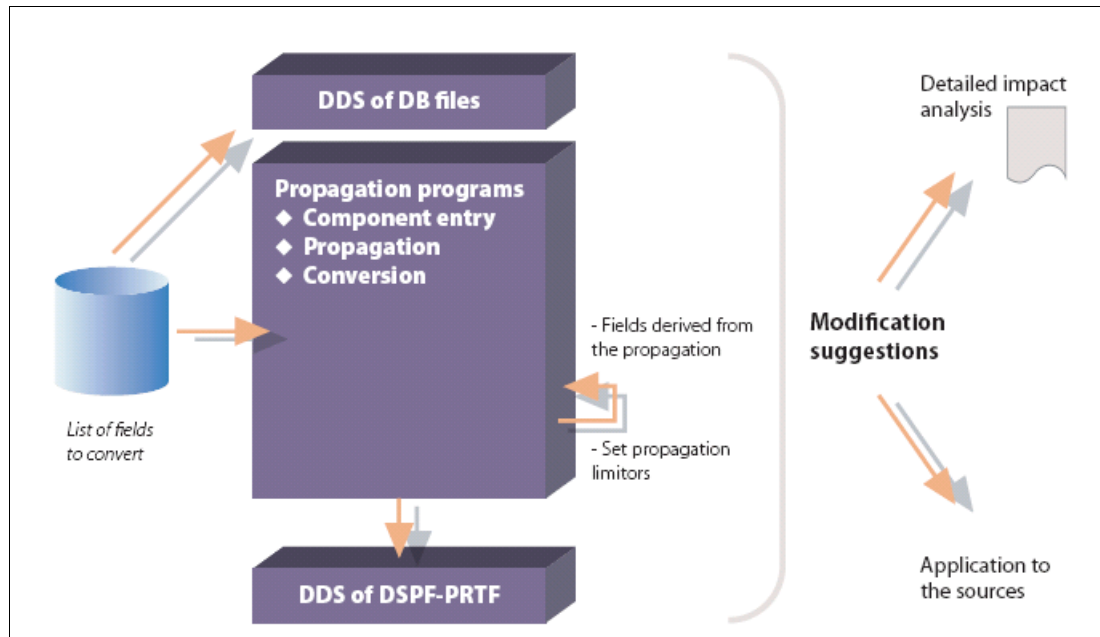 DDS of DB files
Propagation programs
◆ Component entry
◆ Propagation
◆ Conversion
List of fields
to convert
- Fields derived from
the propagation
- Set propagation
limitors
DDS of DSPF-PRTF
Modification
suggestions
Detailed impact
analysis
Application to
the sources